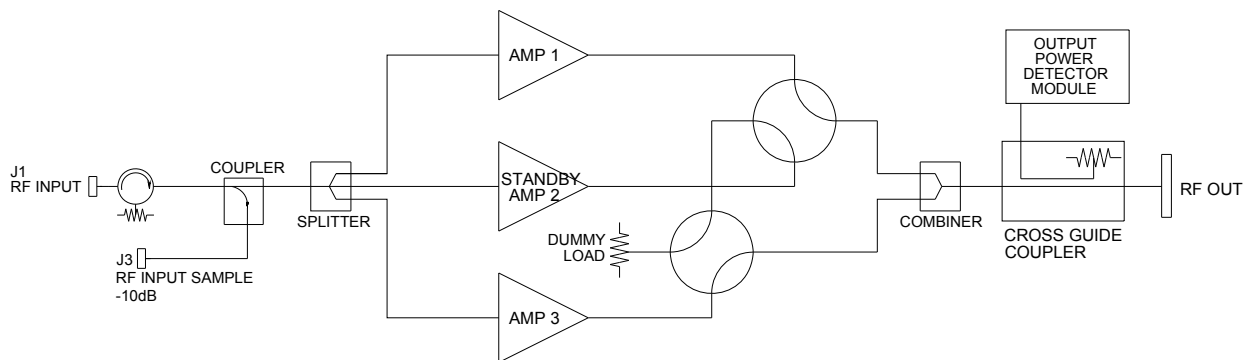 AMP 1
OUTPUT
POWER
DETECTOR
MODULE
J1
RF INPUT
COUPLER
SPLITTER
STANDBY
AMP 2
COMBINER
RF OUT
CROSS GUIDE
COUPLER
DUMMY
LOAD
J3
RF INPUT SAMPLE
-10dB
AMP 3